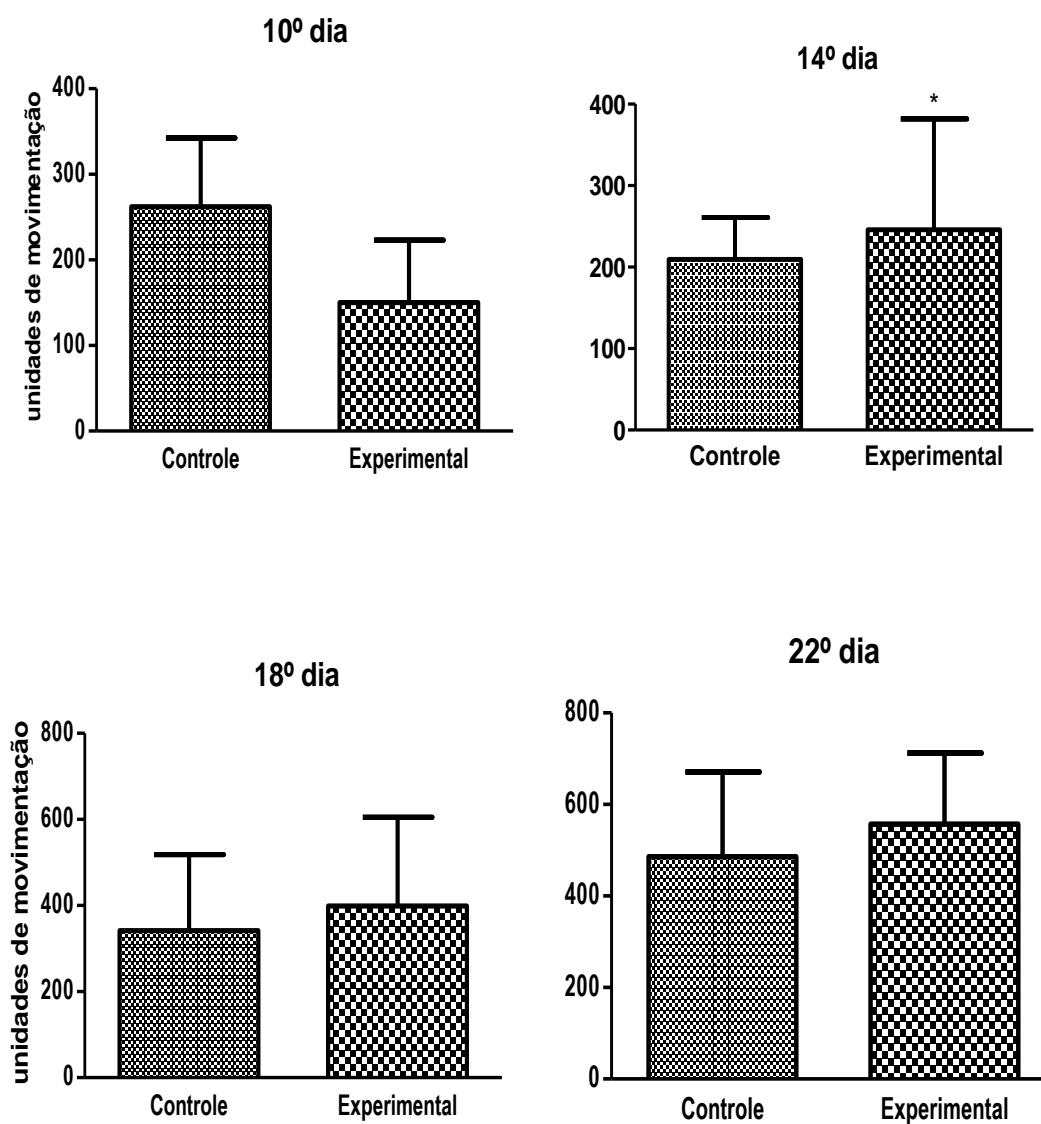 10º dia
unidades de movimentação
400
300
200
100
0
Controle Experimental
14º dia
*
400
300
200
100
0
Controle Experimental
18º dia
unidades de movimentação
800
600
400
200
0
Controle Experimental
22º dia
800
600
400
200
0
Controle Experimental